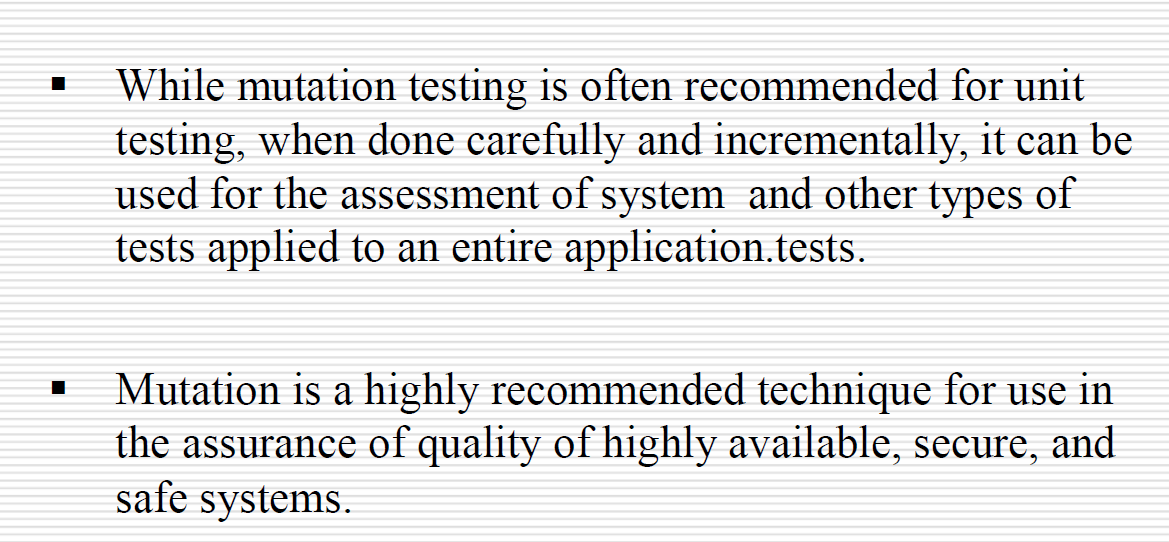 ▪ While mutation testing is often recommended for unit
testing, when done carefully and incrementally, it can be
used for the assessment of system  and other types of
tests applied to an entire application.tests.
▪ Mutation is a highly recommended technique for use in
the assurance of quality of highly available, secure, and
safe systems.